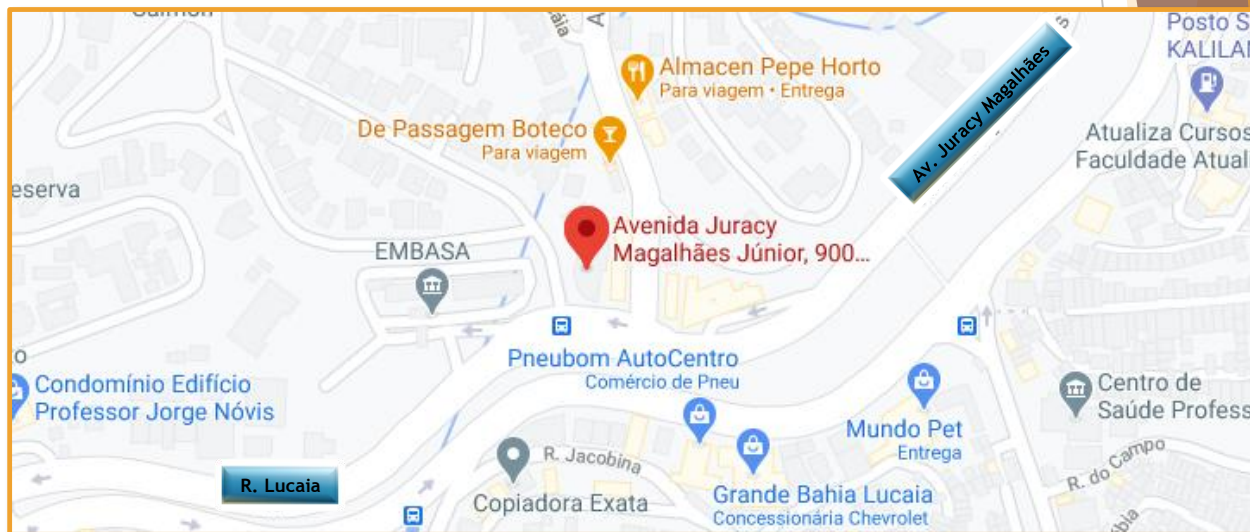 Posto S
KALILAN
Almacen Pepe Horto
Para viagem • Entrega
Av. Juracy Magalhães
De Passagem Boteco
Para viagem
Atualiza Cursos
Faculdade Atual
eserva
Avenida Juracy
Magalhães Júnior, 900...
EMBASA
Pneubom AutoCentro
Comércio de Pneu
Condomínio Edifício
Professor Jorge Nóvis
Centro de
Saúde Profess
Mundo Pet
Entrega
R. Jacobina
R. do Campo
R. Lucaia
Copiadora Exata
Grande Bahia Lucaia
Concessionária Chevrolet